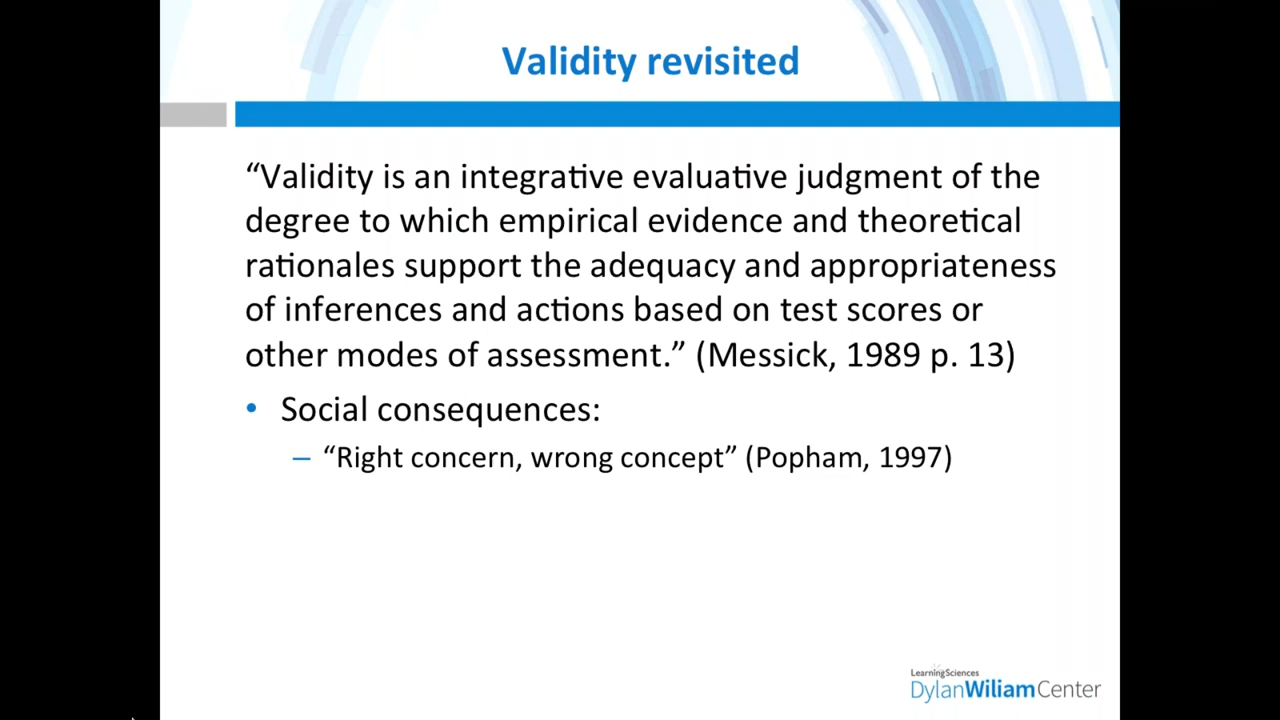 Validity revisited
“Validity is an integrative evaluative judgment of the
degree to which empirical evidence and theoretical
rationales support the adequacy and appropriateness
of inferences and actions based on test scores or
other modes of assessment.” (Messick, 1989 p. 13)
• Social consequences:
– “Right concern, wrong concept” (Popham, 1997)
LearningSciences
DylanWiliamCenter